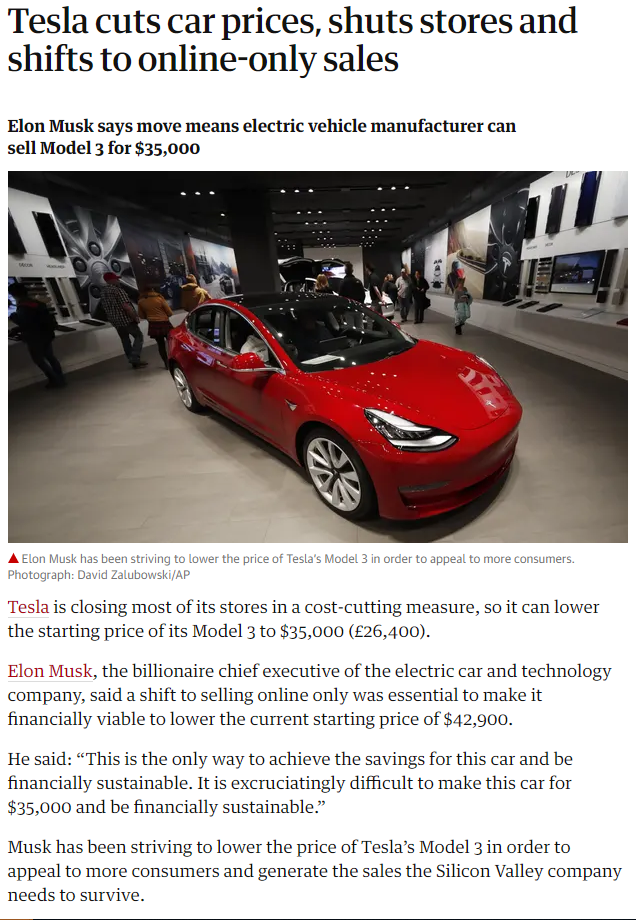 Tesla cuts car prices, shuts stores and
shifts to online-only sales
Elon Musk says move means electric vehicle manufacturer can
sell Model 3 for $35,000
Elon Musk has been striving to lower the price of Tesla’s Model 3 in order to appeal to more consumers.
Photograph: David Zalubowski/AP
Tesla is closing most of its stores in a cost-cutting measure, so it can lower
the starting price of its Model 3 to $35,000 (£26,400).
Elon Musk, the billionaire chief executive of the electric car and technology
company, said a shift to selling online only was essential to make it
financially viable to lower the current starting price of $42,900.
He said: “This is the only way to achieve the savings for this car and be
financially sustainable. It is excruciatingly difficult to make this car for
$35,000 and be financially sustainable.”
Musk has been striving to lower the price of Tesla’s Model 3 in order to
appeal to more consumers and generate the sales the Silicon Valley company
needs to survive.